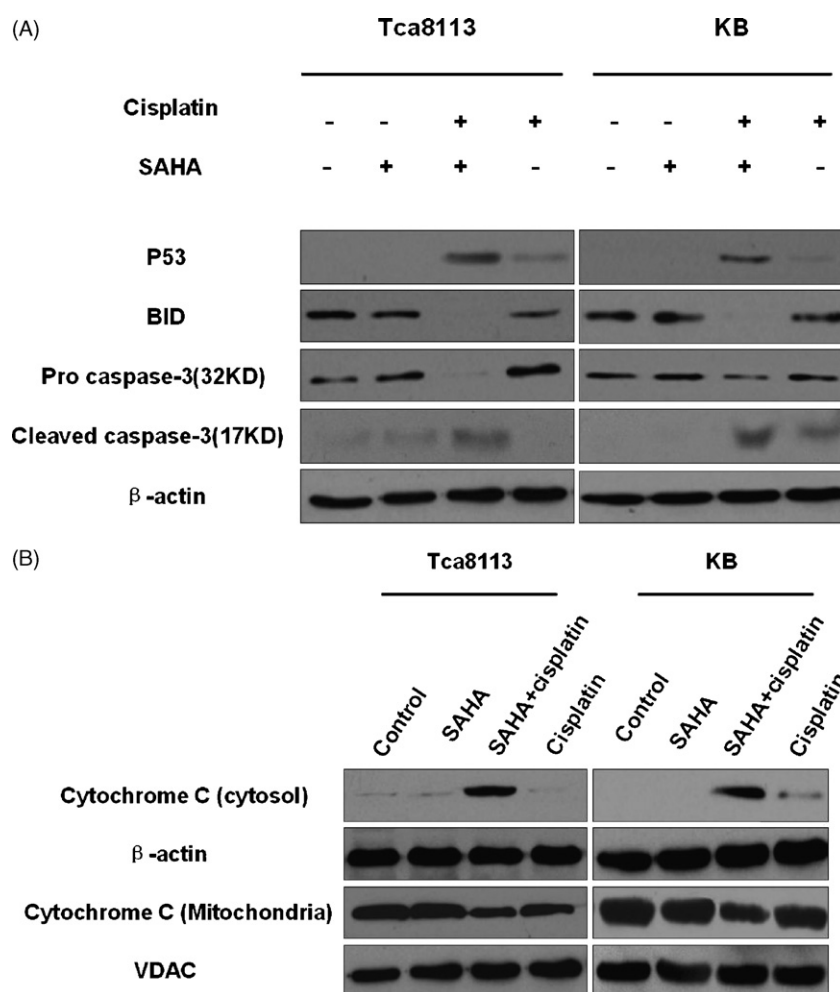 (A)
Tca8113 KB
Cisplatin - - + + - - + +
SAHA - + + - - + + -
P53
BID
Pro caspase-3(32KD)
Cleaved caspase-3(17KD)
β-actin
(B)
Tca8113 KB
Control SAHA SAHA+cisplatin Cisplatin Control SAHA SAHA+cisplatin Cisplatin
Cytochrome C (cytosol)
β-actin
Cytochrome C (Mitochondria)
VDAC